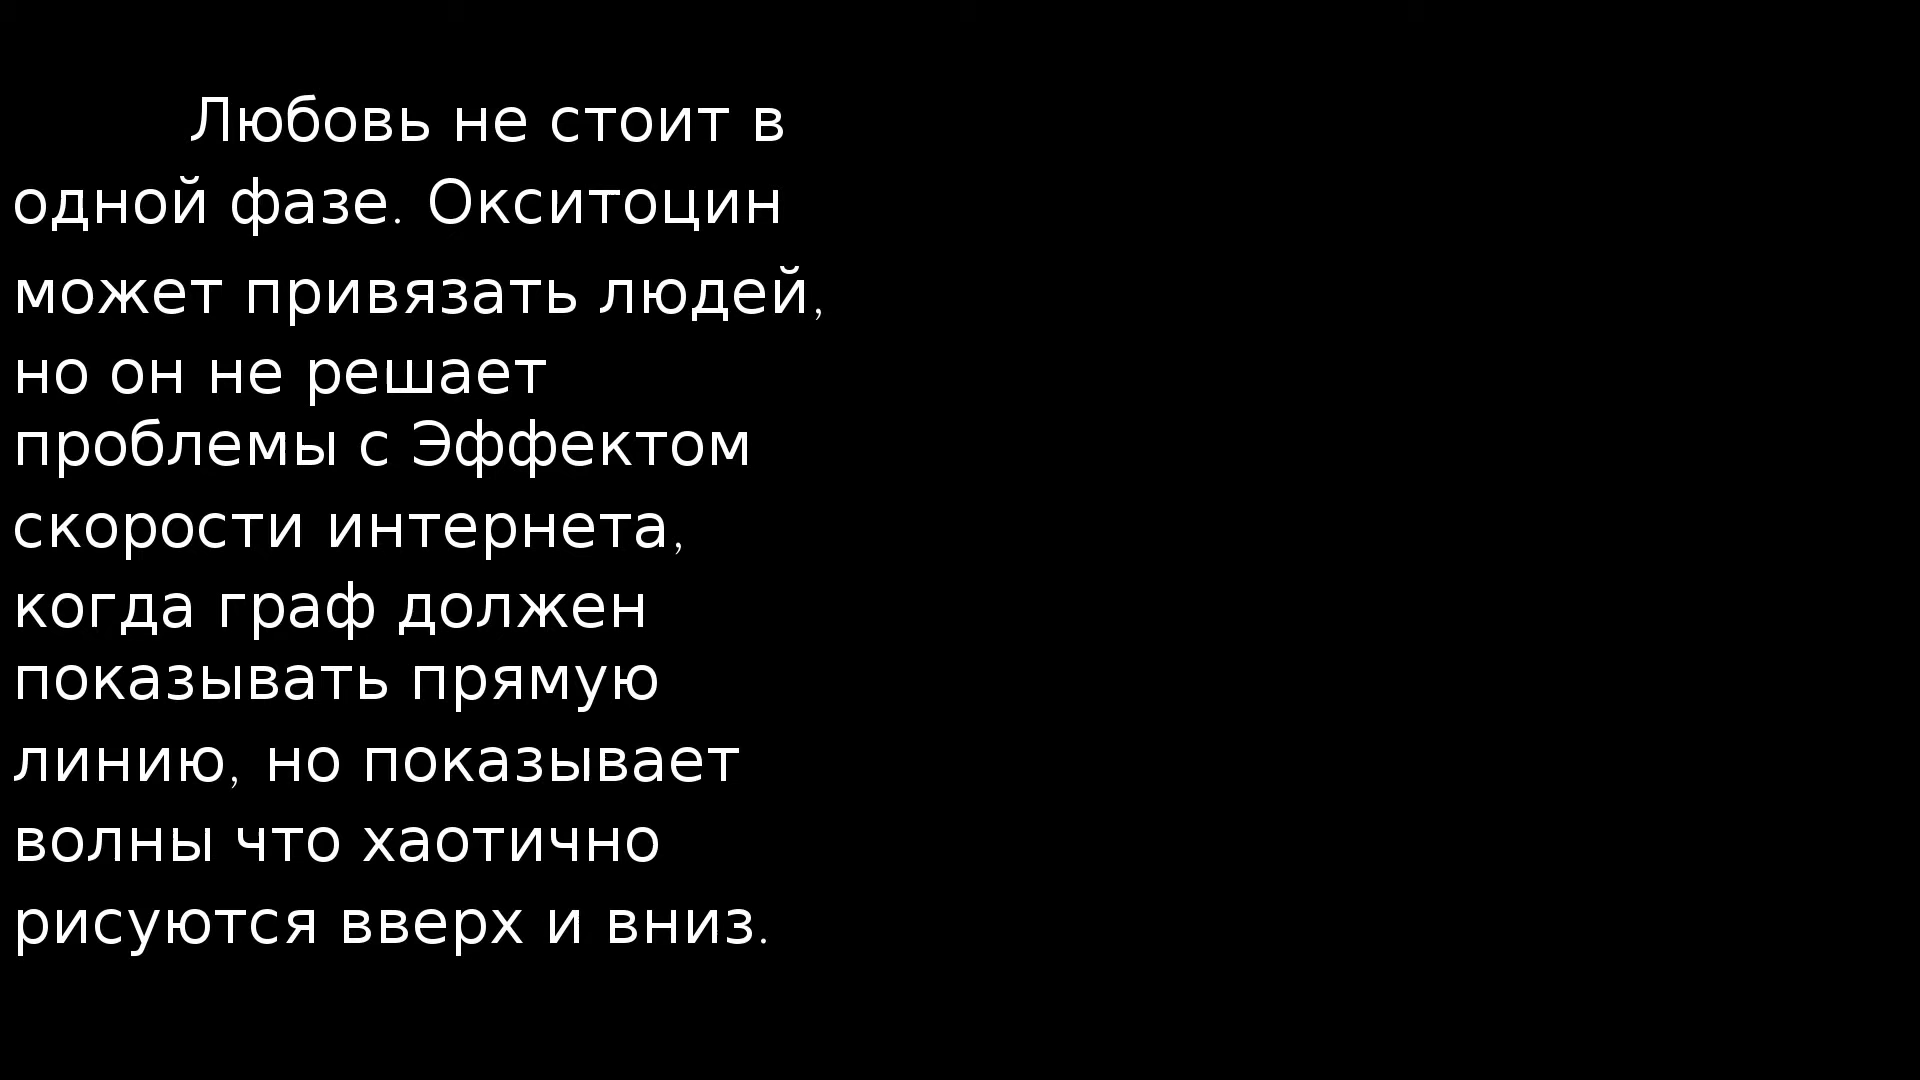 Любовь не стоит в
одной фазе. Окситоцин
может привязать людей,
но он не решает
проблемы с Эффектом
скорости интернета,
когда граф должен
показывать прямую
линию, но показывает
волны что хаотично
рисуются вверх и вниз.